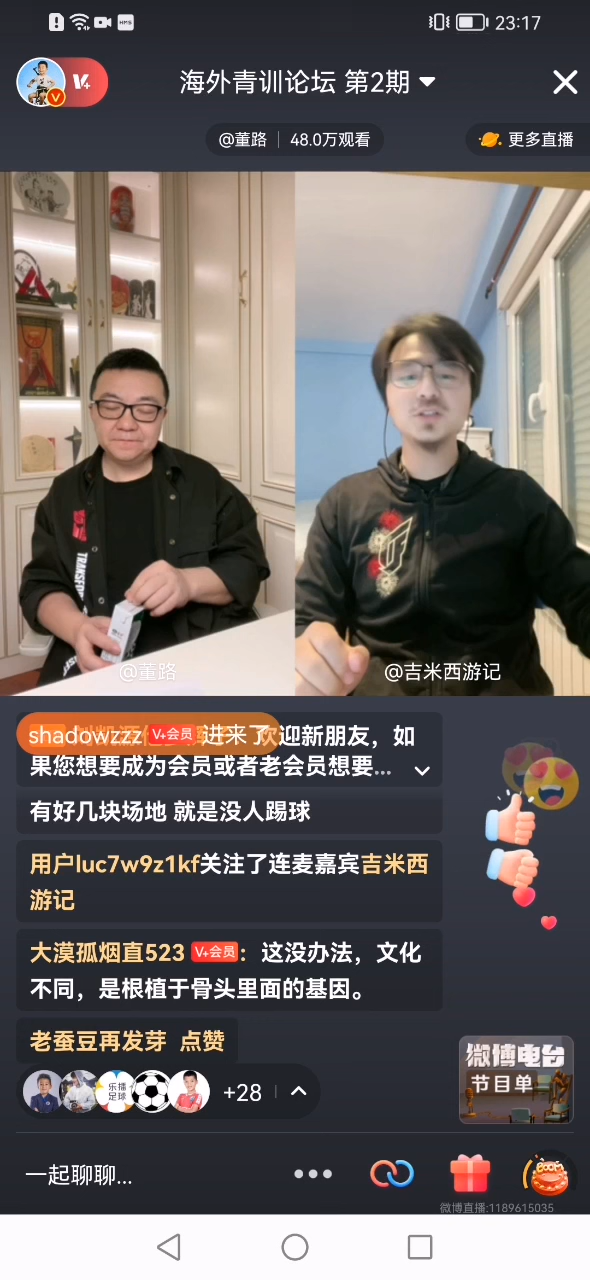 23:17
V4
海外青训论坛 第2期
@董路 48.0万观看
更多直播
TRANSFO
@董路
@吉米西游记
shadowzzz V+会员 进来了
欢迎新朋友，如
果您想要成为会员或者老会员想要...
有好几块场地 就是没人踢球
用户luc7w9z1kf关注了连麦嘉宾吉米西
游记
大漠孤烟直523 V+会员：这没办法，文化
不同，是根植于骨头里面的基因。
老蚕豆再发芽 点赞
微博电台
节目单
乐播
足球
+28
一起聊聊...
BOOM
微博直播:1189615035